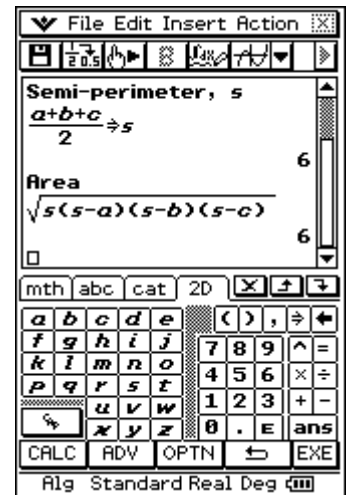 File Edit Insert Action
Semi-perimeter, s
a+b+c
2
⇒s
6
Area
√s(s-a)(s-b)(s-c)
6
mth abc cat 2D
a b c d e ( ) , ⇒ ←
f g h i j 7 8 9 ^ =
k l m n o 4 5 6 × ÷
p q r s t 1 2 3 + -
u v w 0 . E ans
x y z
CALC ADV OPTN EXE
Alg Standard Real Deg